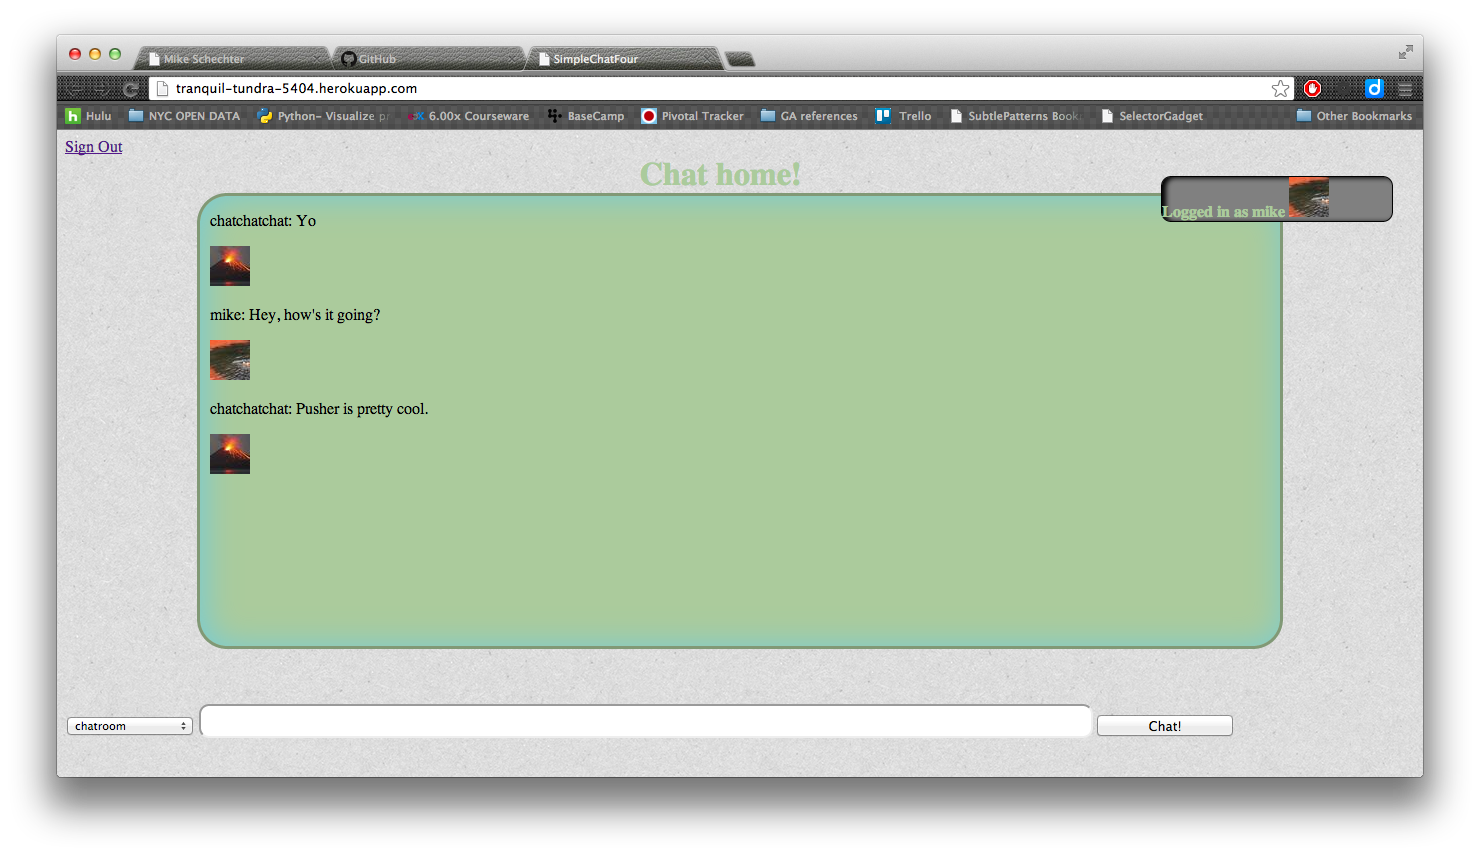 Mike Schechter
GitHub
SimpleChatFour
tranquil-tundra-5404.herokuapp.com
Hulu
NYC OPEN DATA
Python- Visualize pr
6.00x Courseware
BaseCamp
Pivotal Tracker
GA references
Trello
SubtlePatterns Book
SelectorGadget
Other Bookmarks
Sign Out
Chat home!
Logged in as mike
chatchatchat: Yo
mike: Hey, how's it going?
chatchatchat: Pusher is pretty cool.
chatroom
Chat!